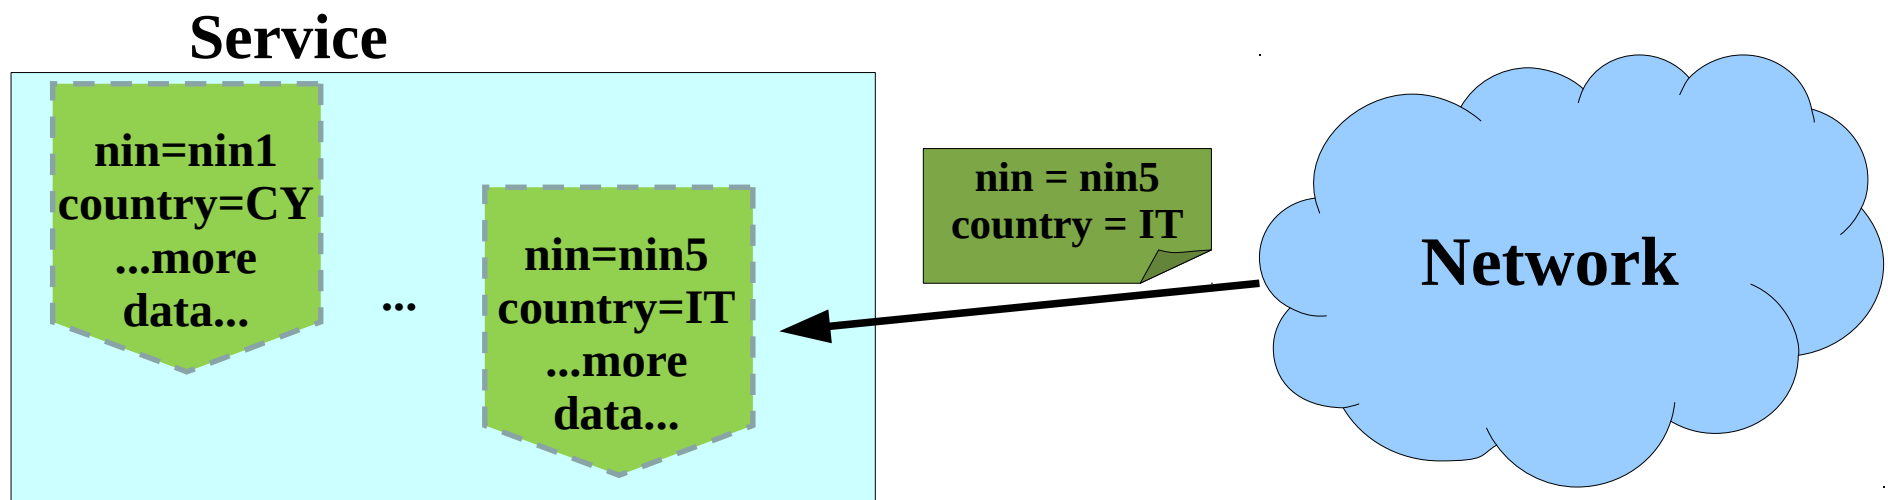 Service
nin=nin1
country=CY
...more
data...
...
nin=nin5
country=IT
...more
data...
nin = nin5
country = IT
Network